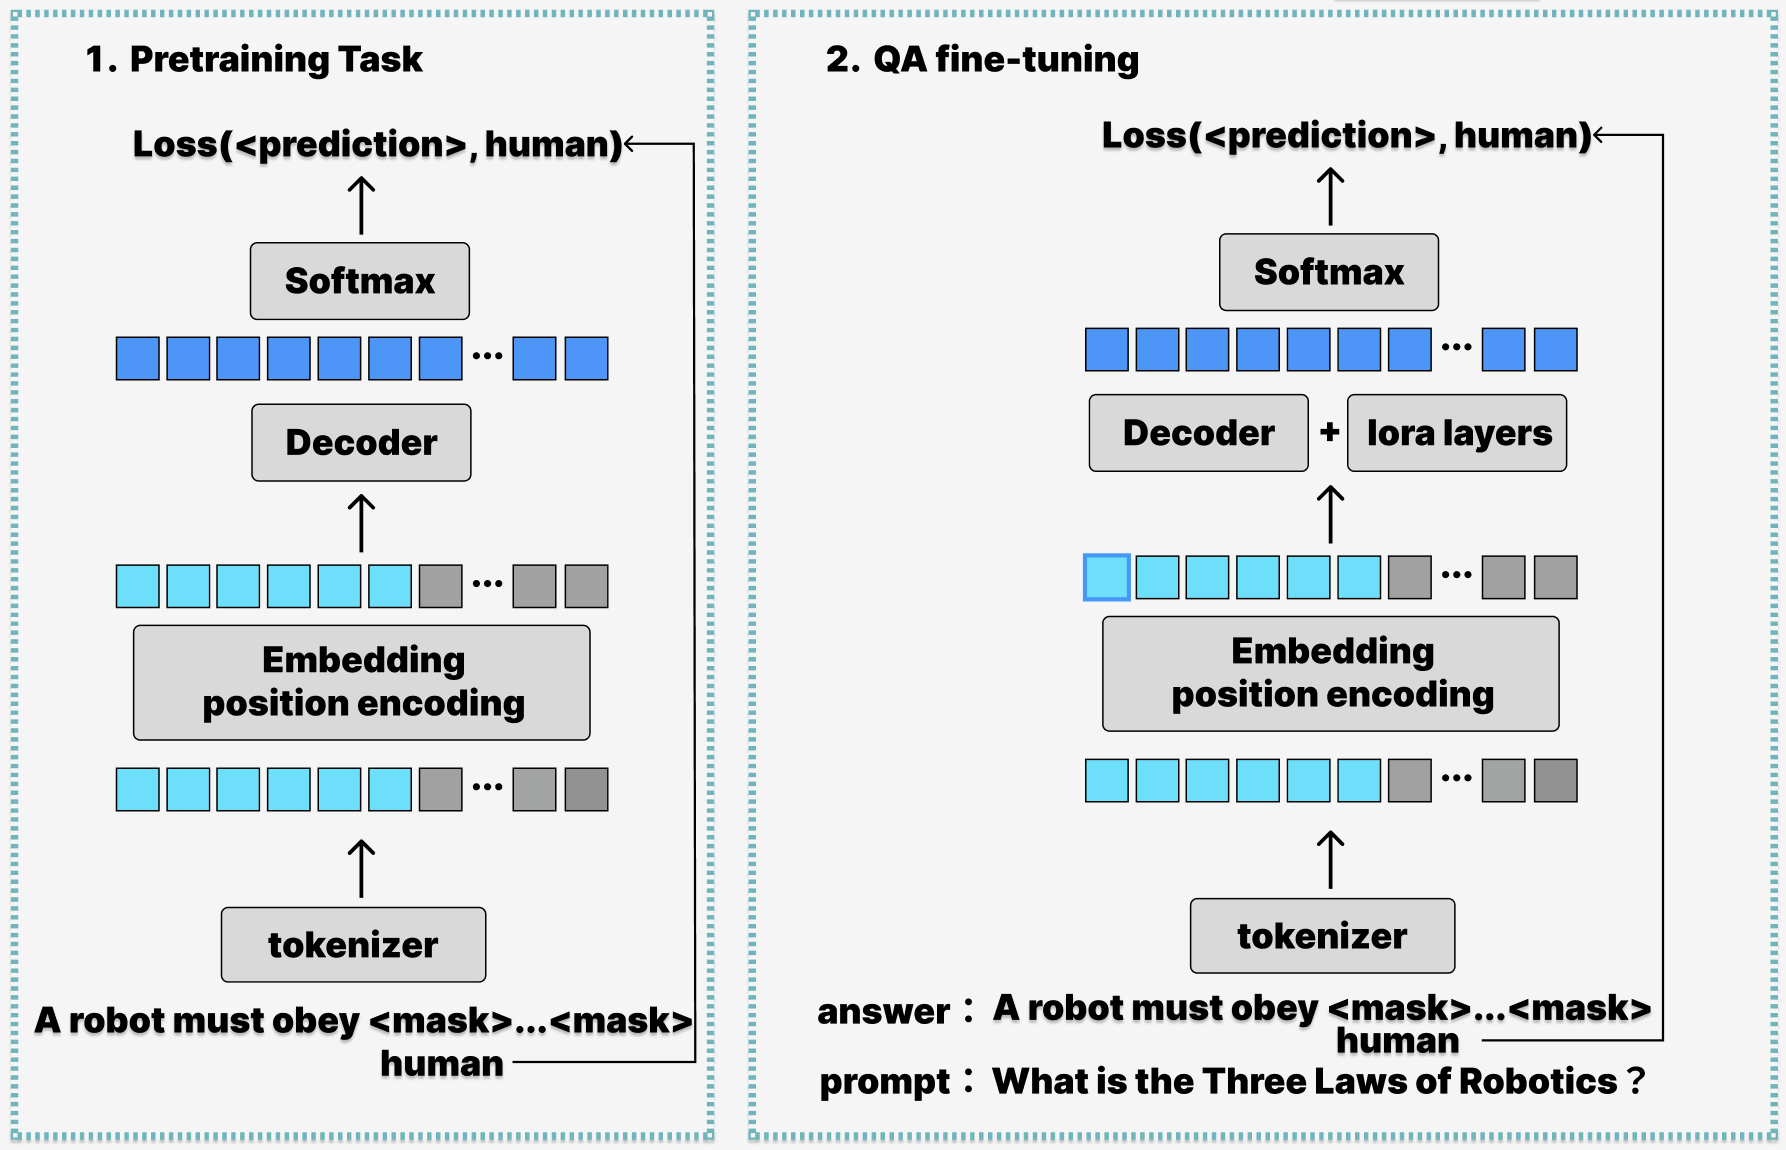 1. Pretraining Task
Loss(<prediction>, human)
Softmax
...
Decoder
...
Embedding
position encoding
...
tokenizer
A robot must obey <mask>...<mask>
human
2. QA fine-tuning
Loss(<prediction>, human)
Softmax
...
Decoder + lora layers
...
Embedding
position encoding
...
tokenizer
answer： A robot must obey <mask>...<mask>
human
prompt： What is the Three Laws of Robotics？